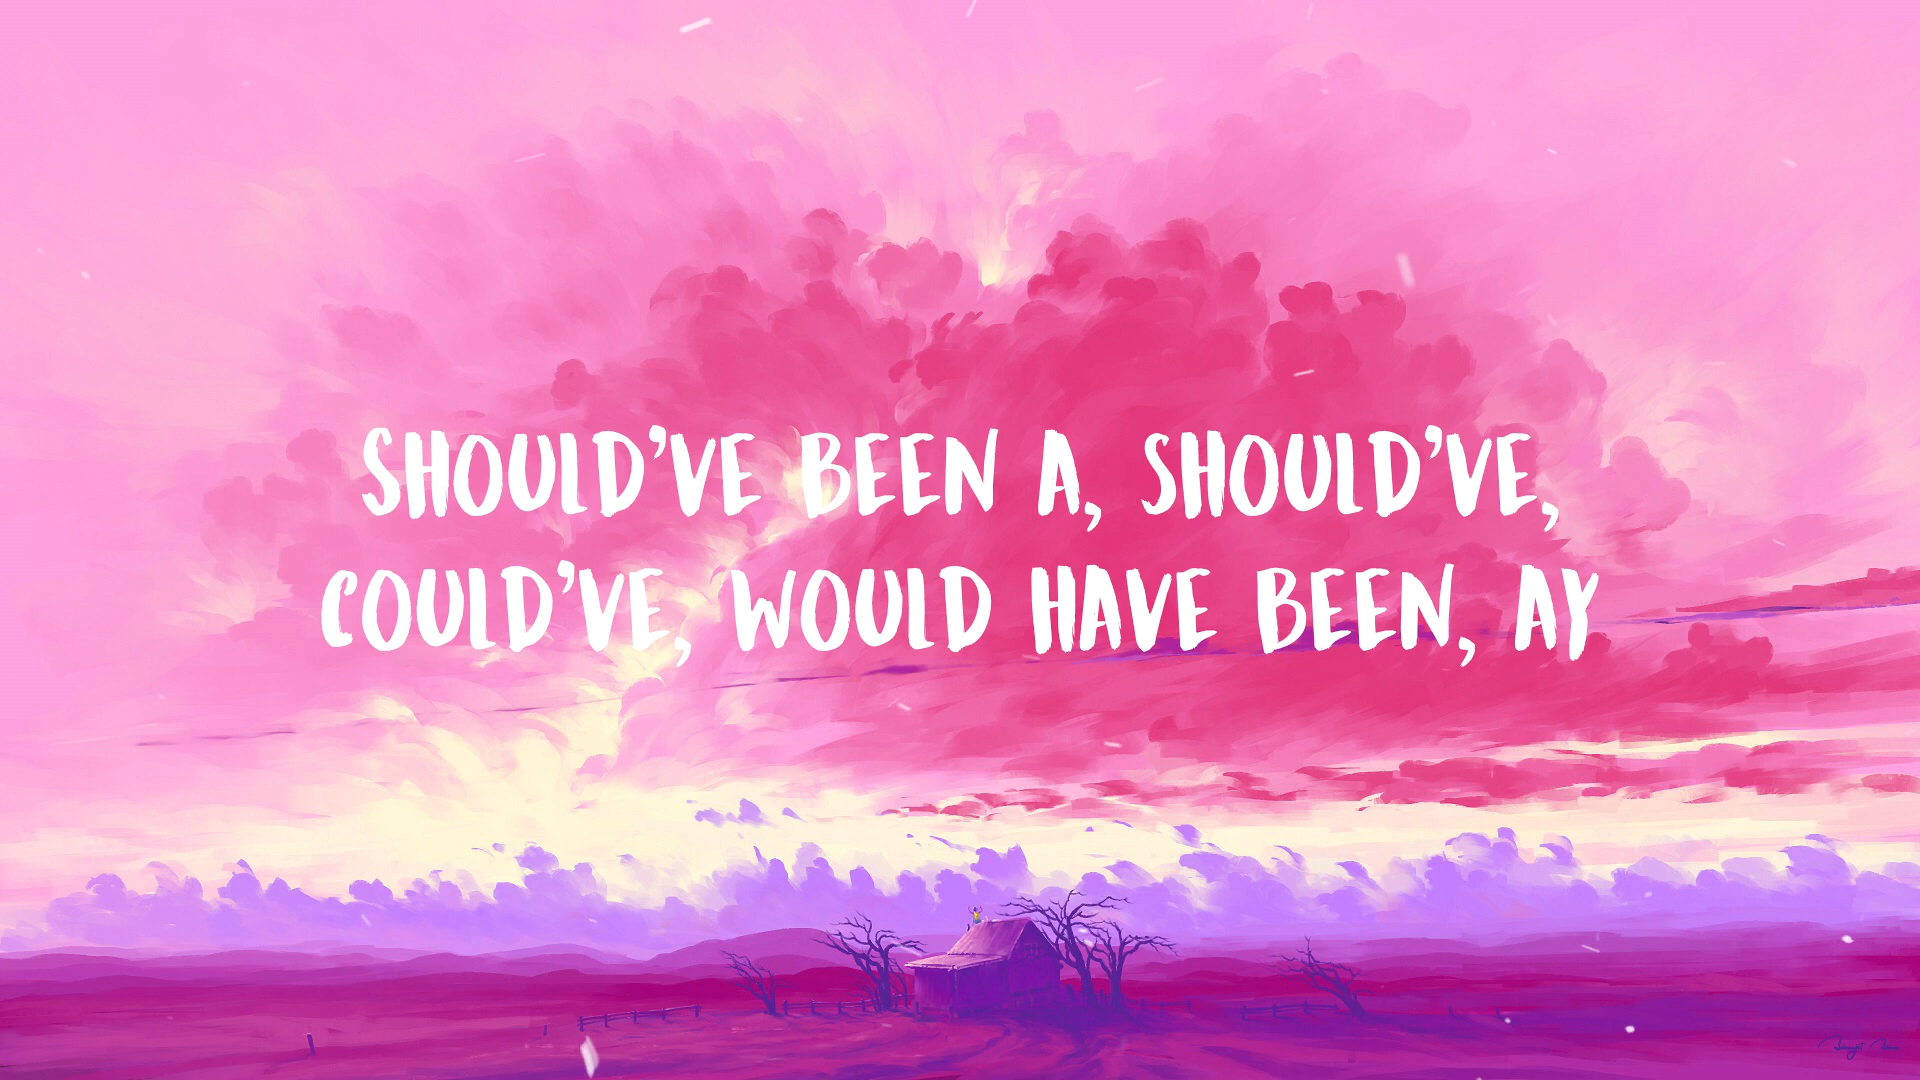 SHOULD'VE BEEN A, SHOULD'VE,
COULD'VE, WOULD HAVE BEEN, AY